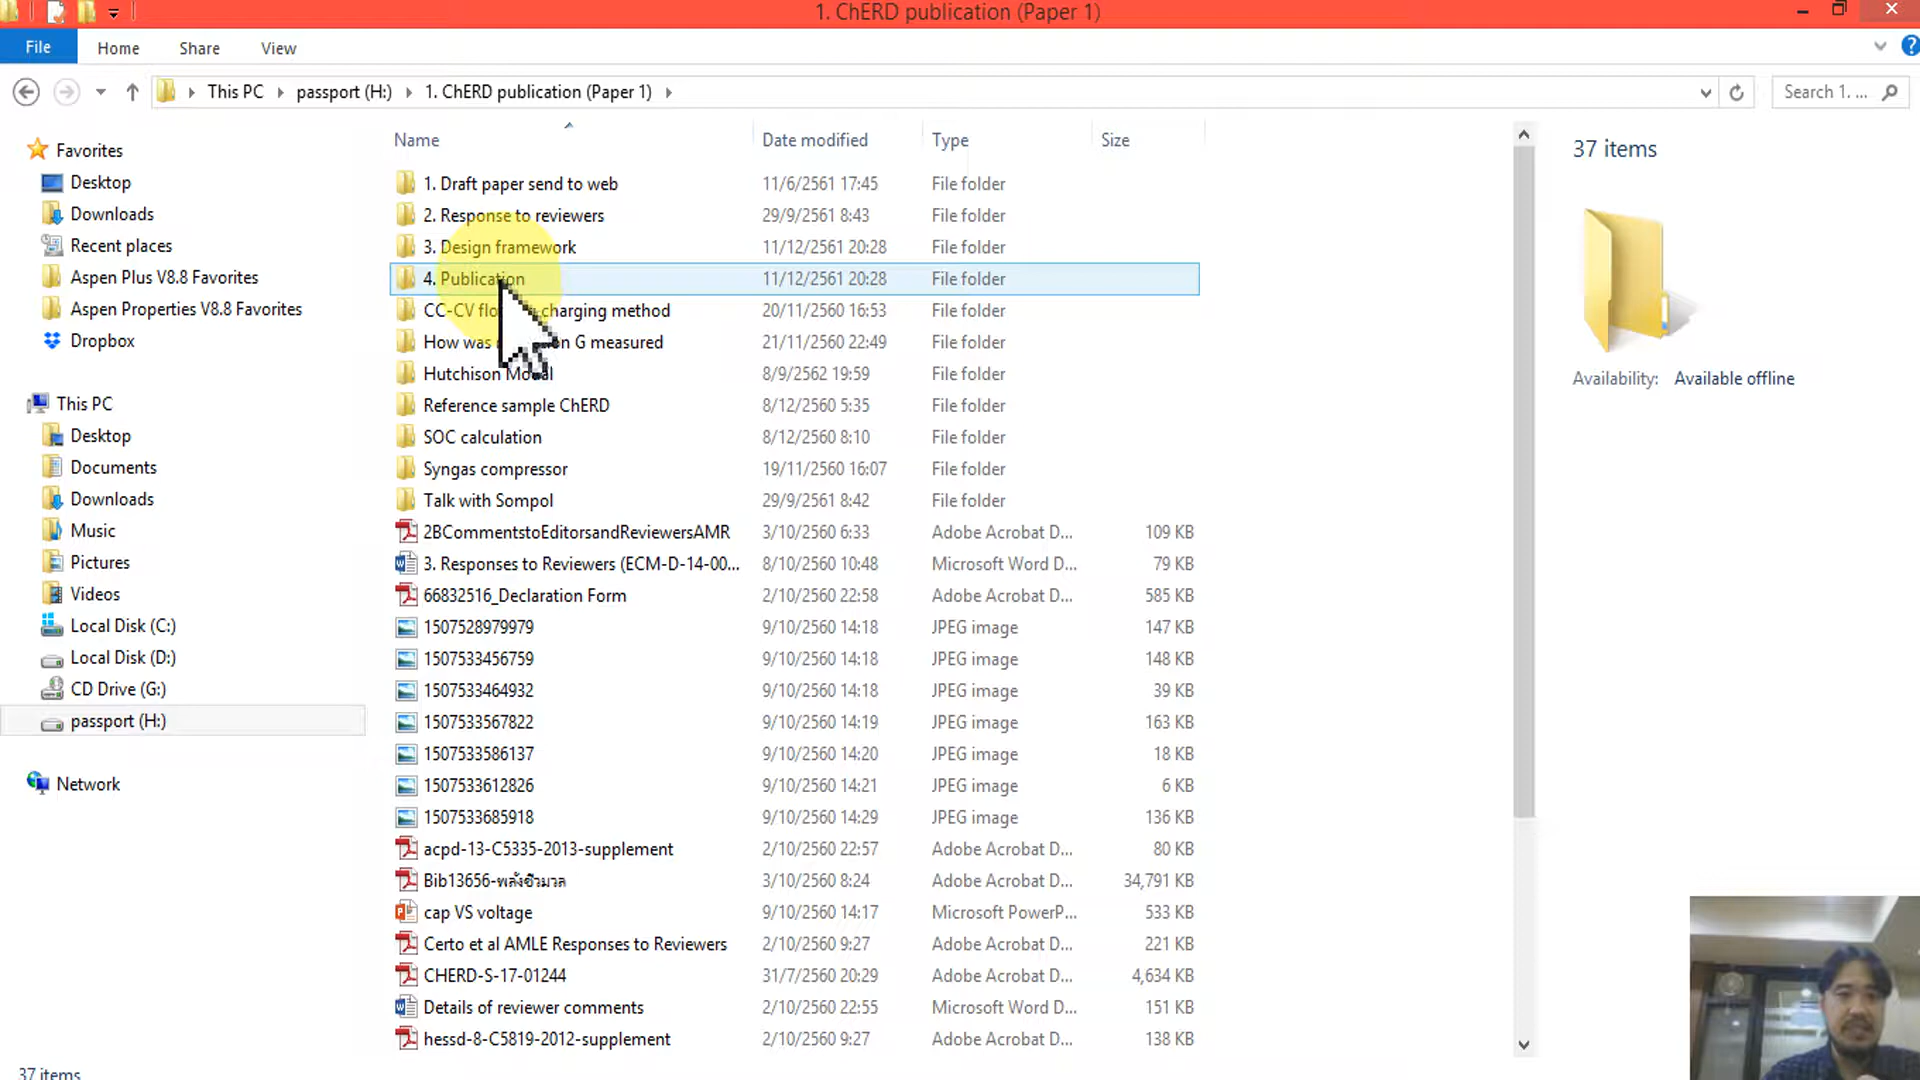 1. ChERD publication (Paper 1)
File Home Share View
This PC passport (H:) 1. ChERD publication (Paper 1) Search 1. ...
Name Date modified Type Size
37 items
Availability: Available offline
Favorites
Desktop
Downloads
Recent places
Aspen Plus V8.8 Favorites
Aspen Properties V8.8 Favorites
Dropbox
This PC
Desktop
Documents
Downloads
Music
Pictures
Videos
Local Disk (C:)
Local Disk (D:)
CD Drive (G:)
passport (H:)
Network
1. Draft paper send to web 11/6/2561 17:45 File folder
2. Response to reviewers 29/9/2561 8:43 File folder
3. Design framework 11/12/2561 20:28 File folder
4. Publication 11/12/2561 20:28 File folder
CC-CV charging method 20/11/2560 16:53 File folder
How was G measured 21/11/2560 22:49 File folder
Hutchison 8/9/2562 19:59 File folder
Reference sample ChERD 8/12/2560 5:35 File folder
SOC calculation 8/12/2560 8:10 File folder
Syngas compressor 19/11/2560 16:07 File folder
Talk with Sompol 29/9/2561 8:42 File folder
2BCommentstoEditorsandReviewersAMR 3/10/2560 6:33 Adobe Acrobat D... 109 KB
3. Responses to Reviewers (ECM-D-14-00... 8/10/2560 10:48 Microsoft Word D... 79 KB
66832516_Declaration Form 2/10/2560 22:58 Adobe Acrobat D... 585 KB
1507528979979 9/10/2560 14:18 JPEG image 147 KB
1507533456759 9/10/2560 14:18 JPEG image 148 KB
1507533464932 9/10/2560 14:18 JPEG image 39 KB
1507533567822 9/10/2560 14:19 JPEG image 163 KB
1507533586137 9/10/2560 14:20 JPEG image 18 KB
1507533612826 9/10/2560 14:21 JPEG image 6 KB
1507533685918 9/10/2560 14:29 JPEG image 136 KB
acpd-13-C5335-2013-supplement 2/10/2560 22:57 Adobe Acrobat D... 80 KB
Bib13656-พลังชีวมวล 3/10/2560 8:24 Adobe Acrobat D... 34,791 KB
cap VS voltage 9/10/2560 14:17 Microsoft PowerP... 533 KB
Certo et al AMLE Responses to Reviewers 2/10/2560 9:27 Adobe Acrobat D... 221 KB
CHERD-S-17-01244 31/7/2560 20:29 Adobe Acrobat D... 4,634 KB
Details of reviewer comments 2/10/2560 22:55 Microsoft Word D... 151 KB
hessd-8-C5819-2012-supplement 2/10/2560 9:27 Adobe Acrobat D... 138 KB
37 items